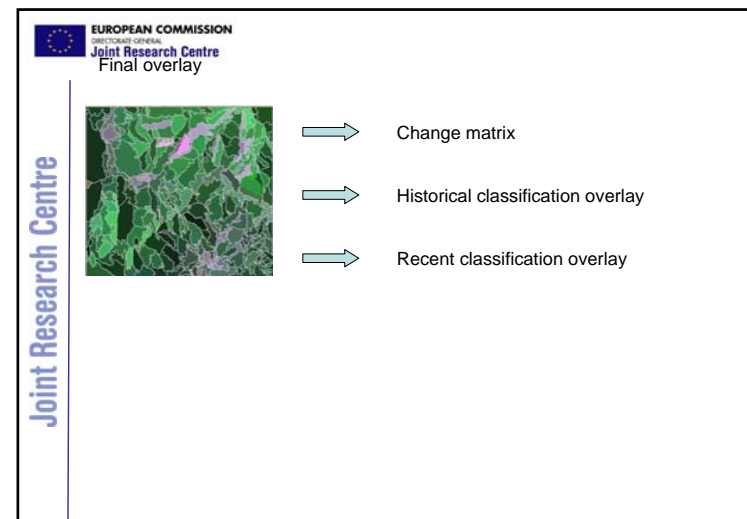 EUROPEAN COMMISSION
DIRECTORATE-GENERAL
Joint Research Centre
Final overlay
Joint Research Centre
Change matrix
Historical classification overlay
Recent classification overlay